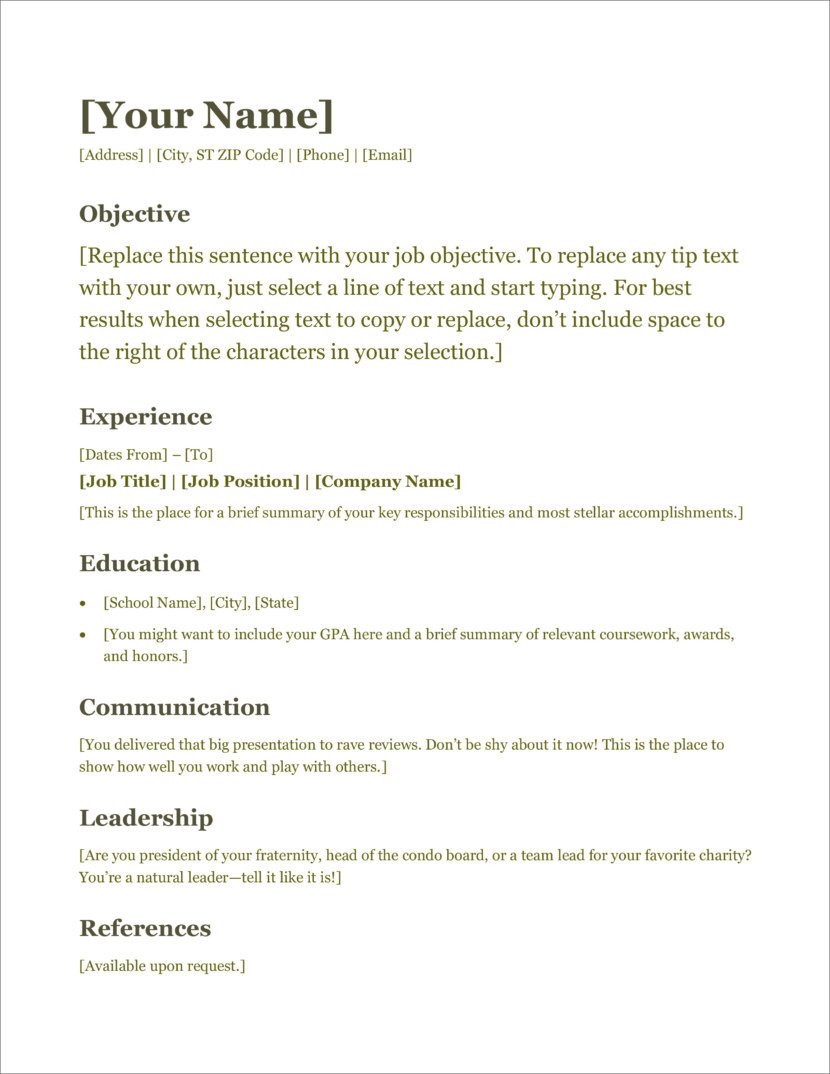 [Your Name]
[Address] | [City, ST ZIP Code] | [Phone] | [Email]
Objective
[Replace this sentence with your job objective. To replace any tip text
with your own, just select a line of text and start typing. For best
results when selecting text to copy or replace, don’t include space to
the right of the characters in your selection.]
Experience
[Dates From] – [To]
[Job Title] | [Job Position] | [Company Name]
[This is the place for a brief summary of your key responsibilities and most stellar accomplishments.]
Education
• [School Name], [City], [State]
• [You might want to include your GPA here and a brief summary of relevant coursework, awards,
and honors.]
Communication
[You delivered that big presentation to rave reviews. Don’t be shy about it now! This is the place to
show how well you work and play with others.]
Leadership
[Are you president of your fraternity, head of the condo board, or a team lead for your favorite charity?
You’re a natural leader—tell it like it is!]
References
[Available upon request.]